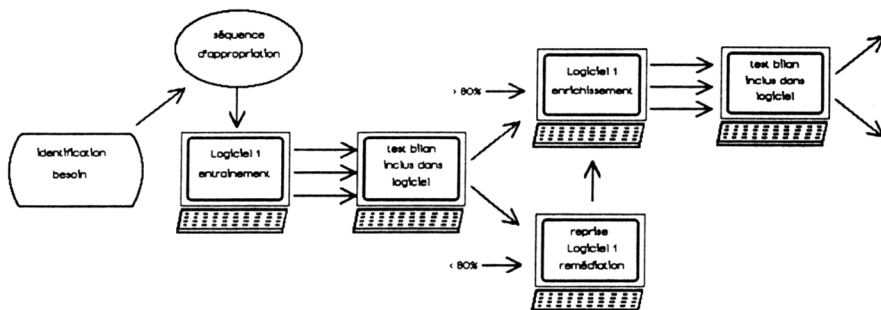 séquence
d'appropriation
identification
besoin
Logiciel 1
entrainement
test bilan
inclus dans
logiciel
> 80%
Logiciel 1
enrichissement
test bilan
inclus dans
logiciel
< 80%
reprise
Logiciel 1
remédiation